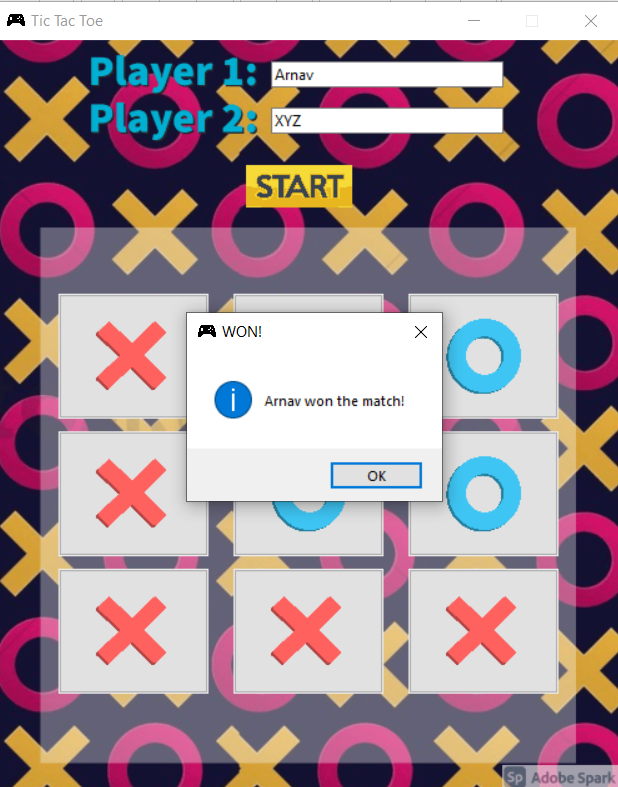 Tic Tac Toe
Player 1: Arnav
Player 2: XYZ
START
WON!
Arnav won the match!
OK
Sp Adobe Spark